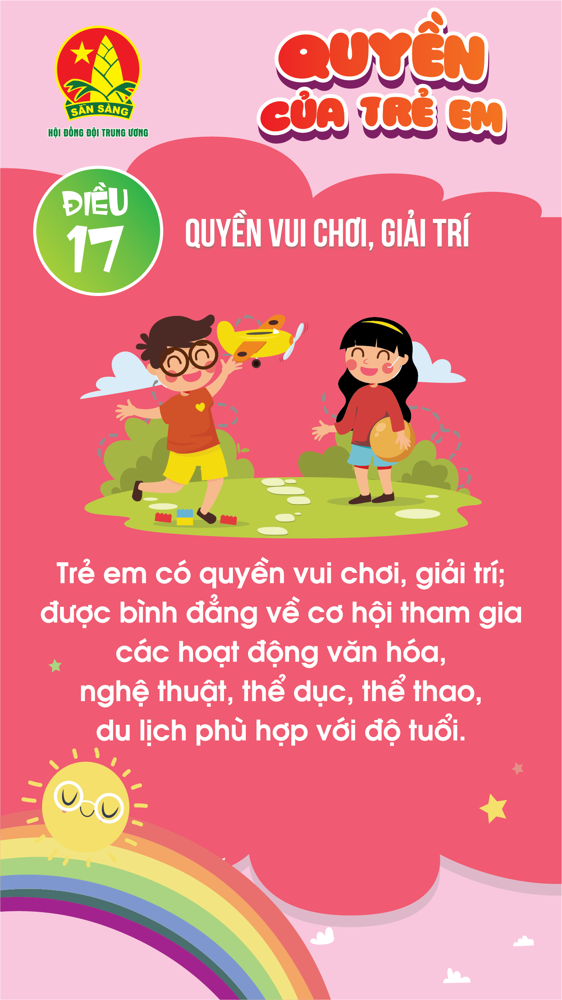 SẴN SÀNG
HỘI ĐỒNG ĐỘI TRUNG ƯƠNG
QUYỀN
CỦA TRẺ EM
ĐIỀU
17
QUYỀN VUI CHƠI, GIẢI TRÍ
Trẻ em có quyền vui chơi, giải trí;
được bình đẳng về cơ hội tham gia
các hoạt động văn hóa,
nghệ thuật, thể dục, thể thao,
du lịch phù hợp với độ tuổi.